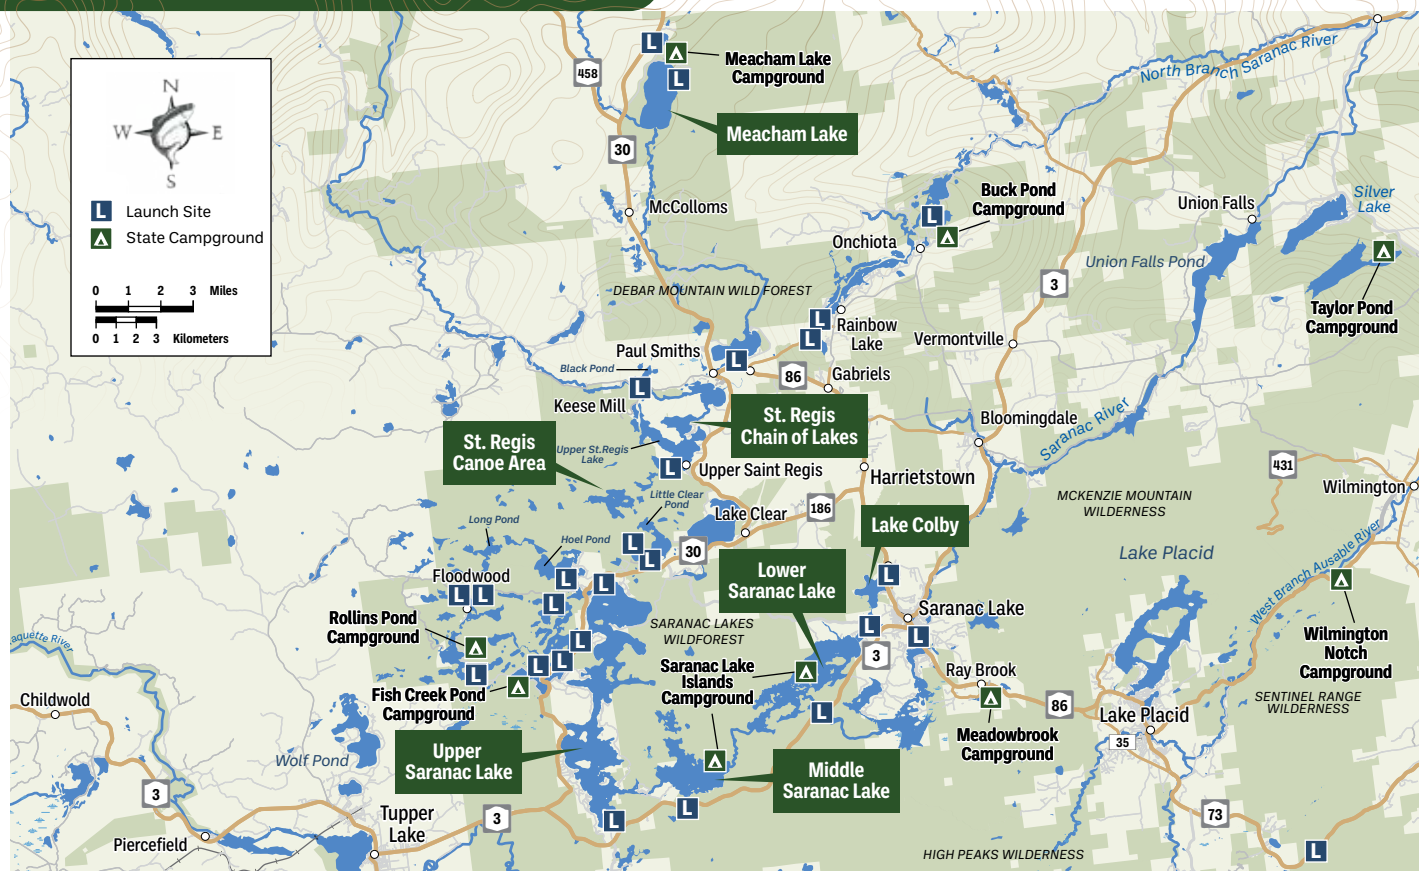 N
W
E
S
L
Launch Site
State Campground
0 1 2 3 Miles
0 1 2 3 Kilometers
458
L
Meacham Lake
Campground
L
Meacham Lake
30
McColloms
North Branch Saranac River
Buck Pond
Campground
L
Onchiota
Union Falls
Silver
Lake
Union Falls Pond
3
Taylor Pond
Campground
DEBAR MOUNTAIN WILD FOREST
L
L
Rainbow
Lake
Vermontville
Paul Smiths
L
Black Pond
L
86
Gabriels
Keese Mill
St. Regis
Chain of Lakes
Bloomingdale
Saranac River
St. Regis
Canoe Area
Upper St.Regis
Lake
L
Upper Saint Regis
Harrietstown
431
Wilmington
MCKENZIE MOUNTAIN
WILDERNESS
Little Clear
Pond
Lake Clear
186
Lake Colby
Long Pond
Hoel Pond
L
L
30
Lake Placid
West Branch Ausable River
Floodwood
L
L
L
L
L
Lower
Saranac Lake
L
Saranac Lake
Rollins Pond
Campground
L
SARANAC LAKES
WILDFOREST
L
L
3
Wilmington
Notch
Campground
L
L
L
Saranac Lake
Islands
Campground
Ray Brook
Fish Creek Pond
Campground
L
86
SENTINEL RANGE
WILDERNESS
Childwold
Meadowbrook
Campground
Lake Placid
35
Upper
Saranac Lake
Wolf Pond
Middle
Saranac Lake
3
Tupper
Lake
3
L
L
73
Piercefield
HIGH PEAKS WILDERNESS
L